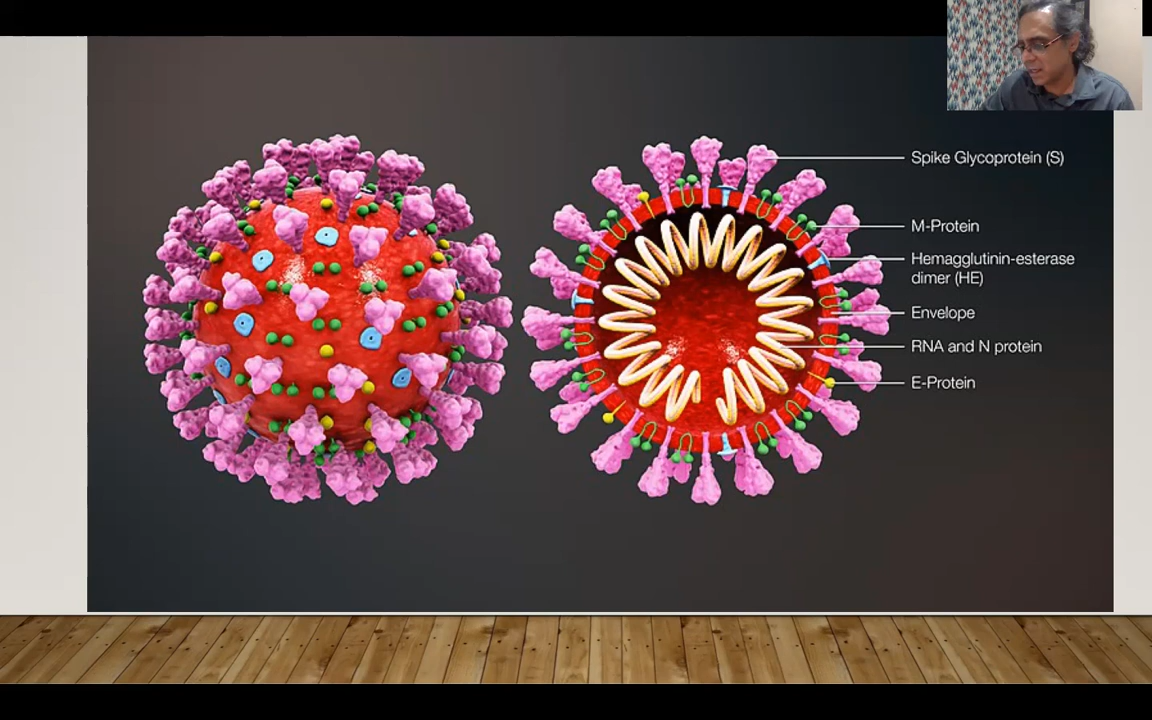 Spike Glycoprotein (S)
M-Protein
Hemagglutinin-esterase
dimer (HE)
Envelope
RNA and N protein
E-Protein